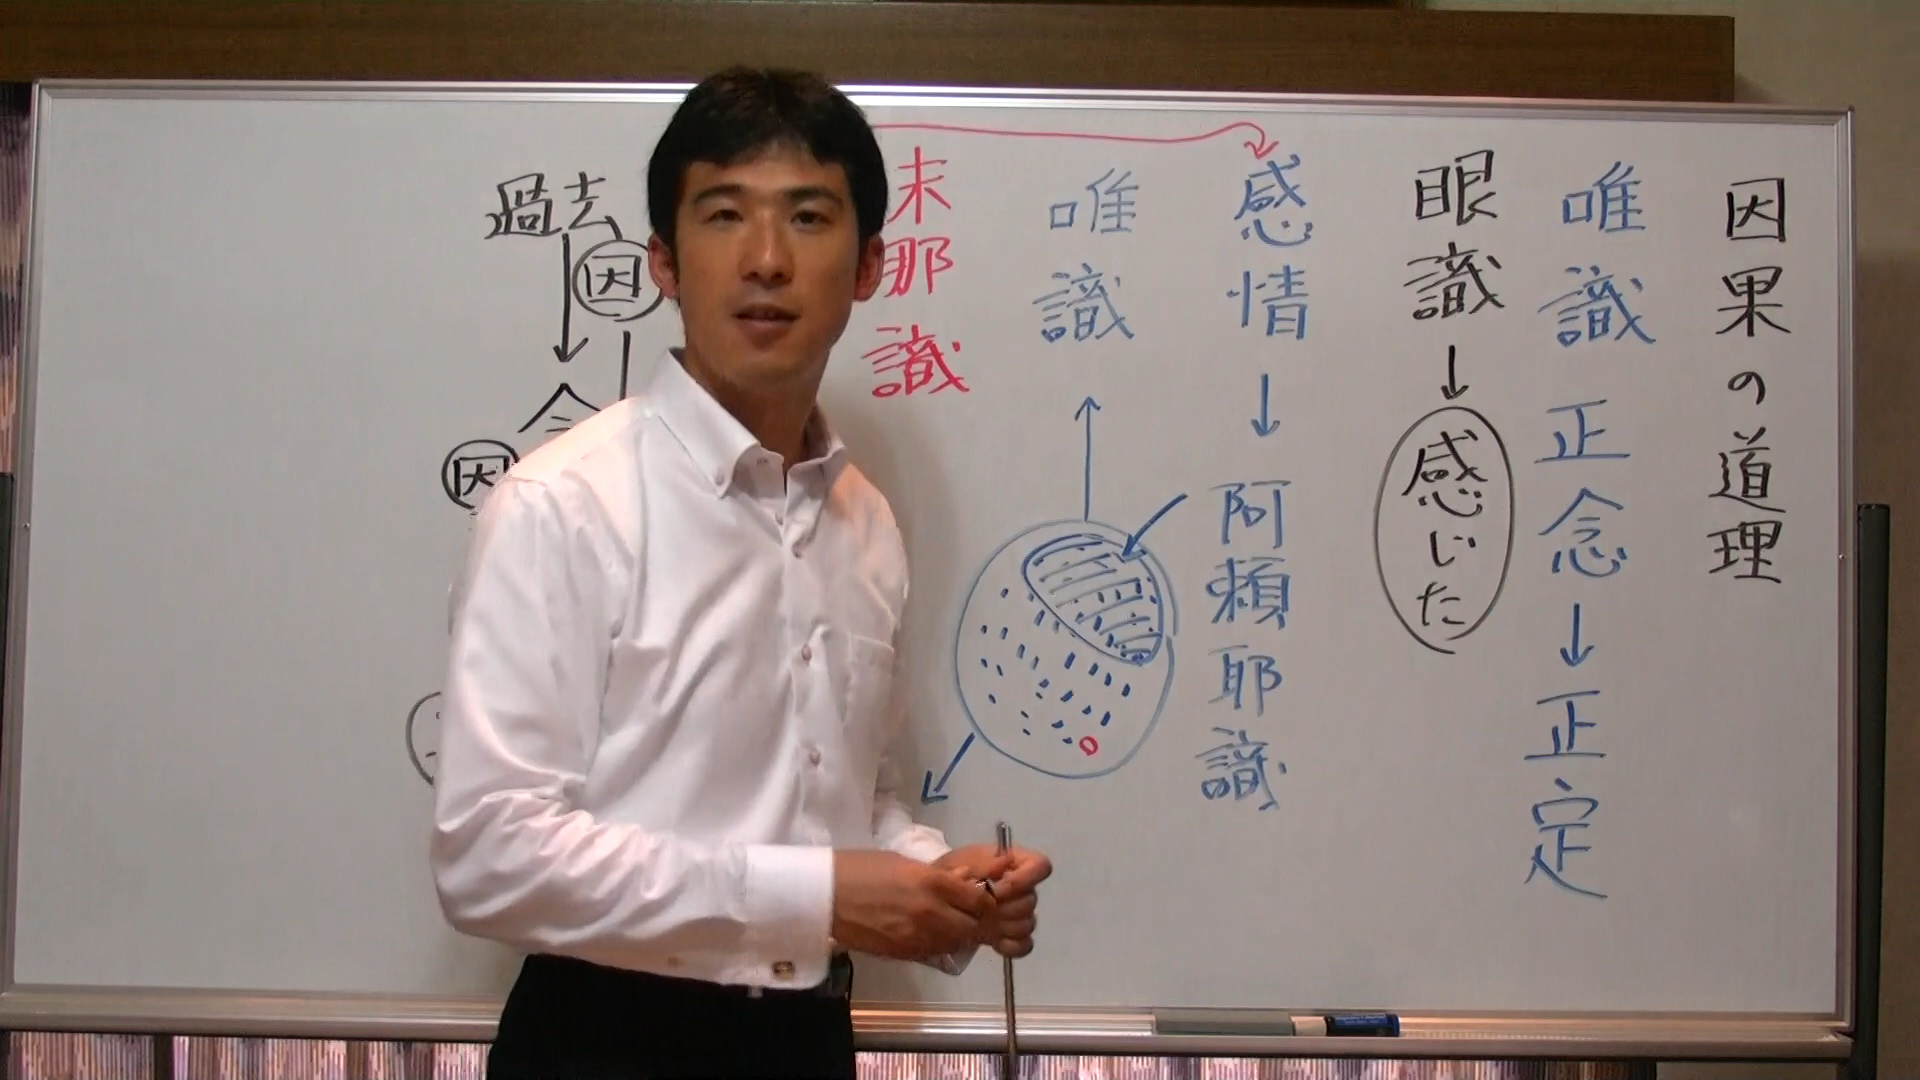 因果の道理
唯識 正念↓正定
眼識↓感じた
感情↓阿頼耶識
唯識
末那識
過去
因
因